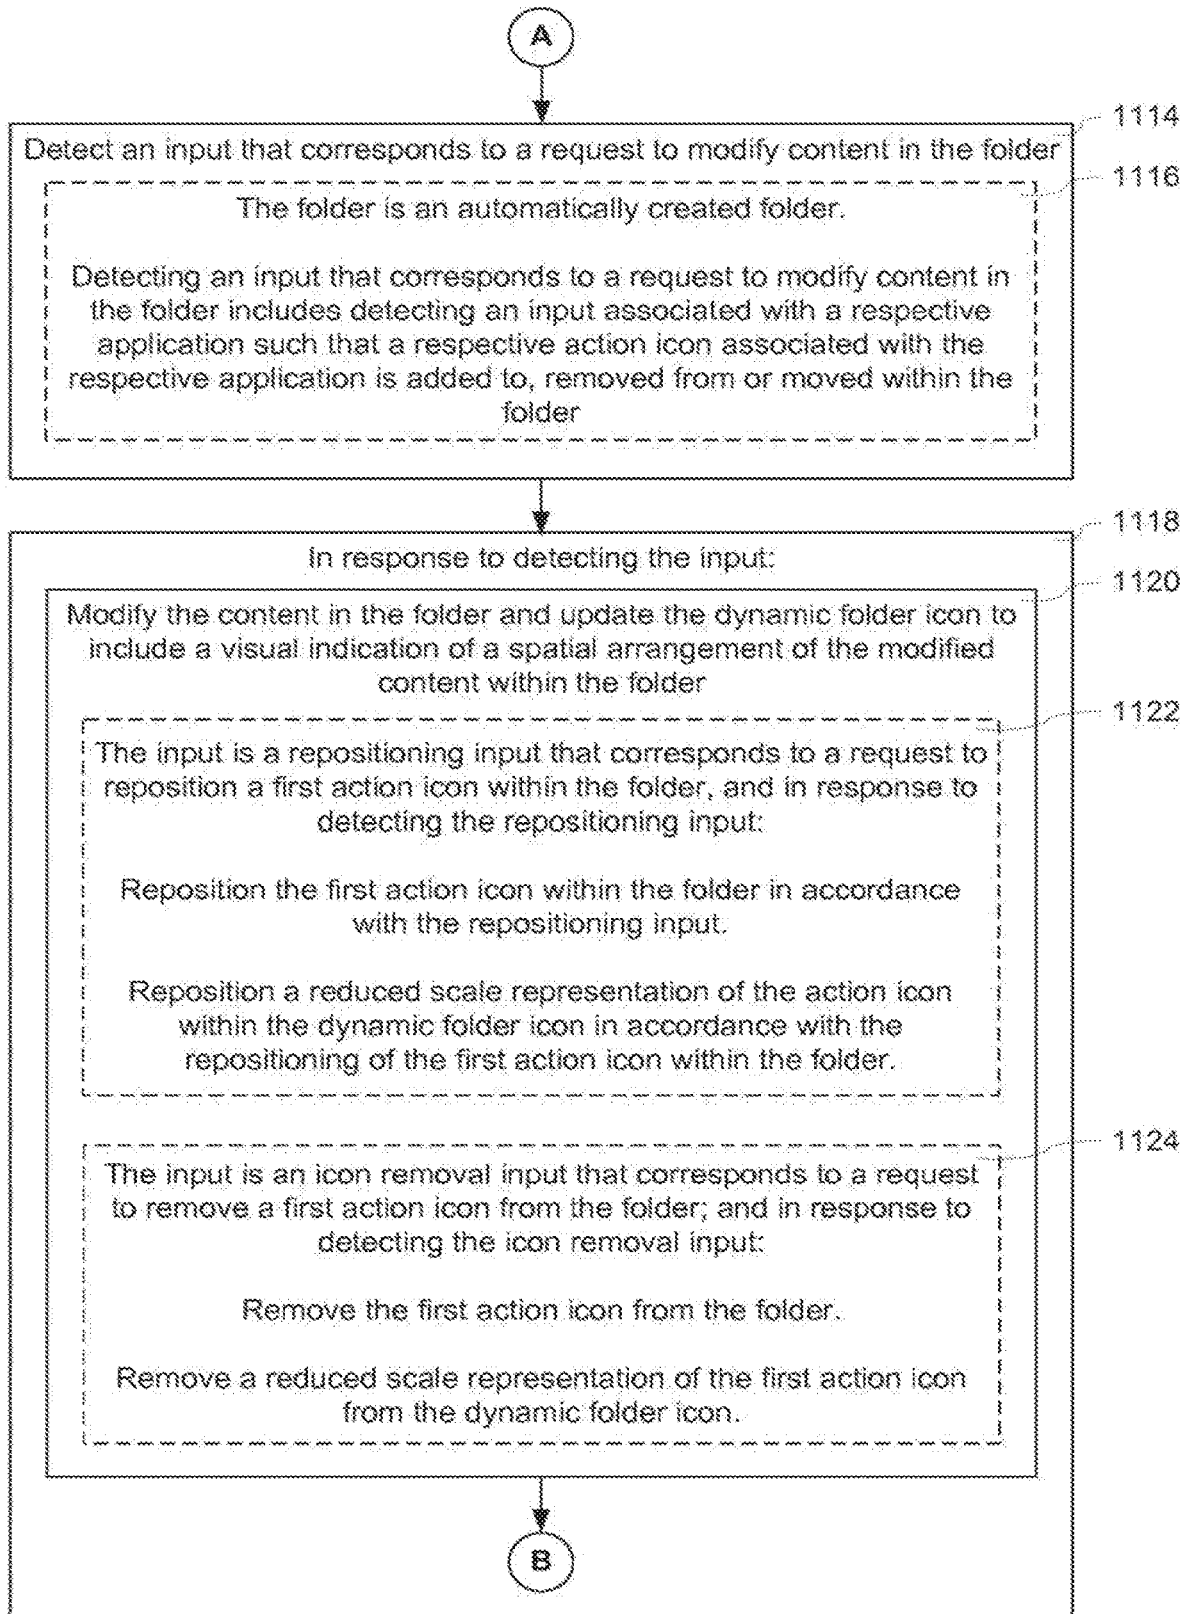 A
1114
Detect an input that corresponds to a request to modify content in the folder
1116
The folder is an automatically created folder.
Detecting an input that corresponds to a request to modify content in
the folder includes detecting an input associated with a respective
application such that a respective action icon associated with the
respective application is added to, removed from or moved within the
folder
1118
In response to detecting the input:
1120
Modify the content in the folder and update the dynamic folder icon to
include a visual indication of a spatial arrangement of the modified
content within the folder
1122
The input is a repositioning input that corresponds to a request to
reposition a first action icon within the folder, and in response to
detecting the repositioning input:
Reposition the first action icon within the folder in accordance
with the repositioning input.
Reposition a reduced scale representation of the action icon
within the dynamic folder icon in accordance with the
repositioning of the first action icon within the folder.
1124
The input is an icon removal input that corresponds to a request
to remove a first action icon from the folder; and in response to
detecting the icon removal input:
Remove the first action icon from the folder.
Remove a reduced scale representation of the first action icon
from the dynamic folder icon.
B